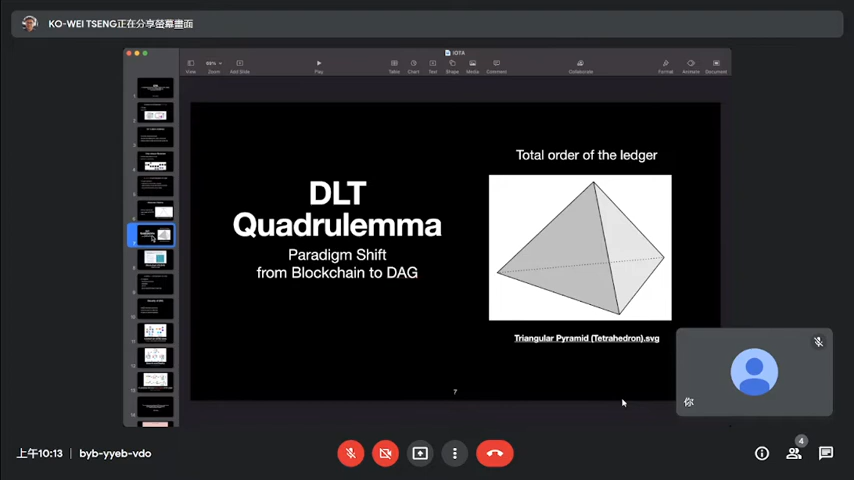 KO-WEI TSENG正在分享螢幕畫面
IOTA
View
Zoom
Add Slide
Play
Table
Chart
Text
Shape
Media
Comment
Collaborate
Format
Animate
Document
DLT
Quadrulemma
Paradigm Shift
from Blockchain to DAG
Total order of the ledger
Triangular Pyramid (Tetrahedron).svg
7
你
上午10:13 | byb-yyeb-vdo
4